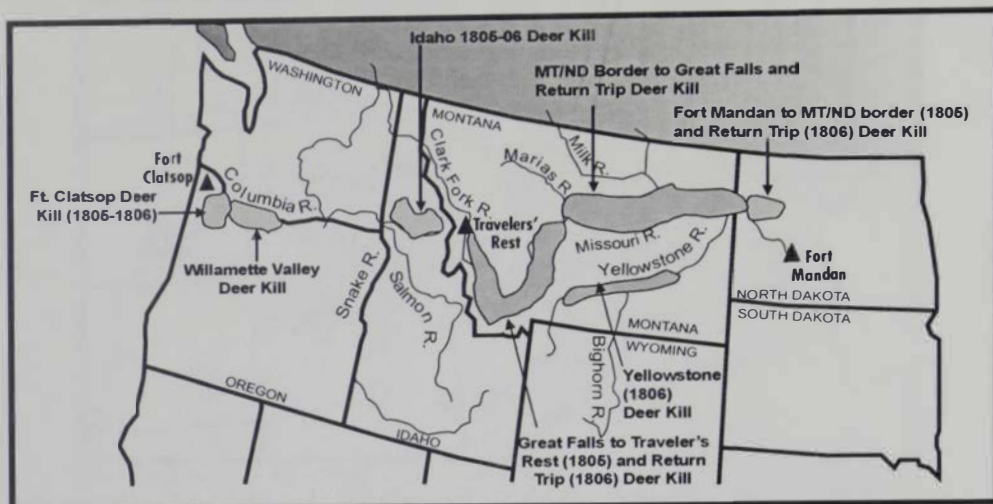 Idaho 1805-06 Deer Kill
WASHINGTON
MT/ND Border to Great Falls and
Return Trip Deer Kill
MONTANA
Fort Mandan to MT/ND border (1805)
and Return Trip (1806) Deer Kill
Milk R.
Marias R.
Clark Fork R.
Fort
Clatsop
Columbia R.
Ft. Clatsop Deer
Kill (1805-1806)
Travelers'
Rest
Missouri R.
Yellowstone R.
Fort
Mandan
Willamette Valley
Deer Kill
Snake R.
Salmon R.
NORTH DAKOTA
SOUTH DAKOTA
MONTANA
WYOMING
Bighorn R.
Yellowstone
(1806)
Deer Kill
OREGON
IDAHO
Great Falls to Traveler's
Rest (1805) and Return
Trip (1806) Deer Kill